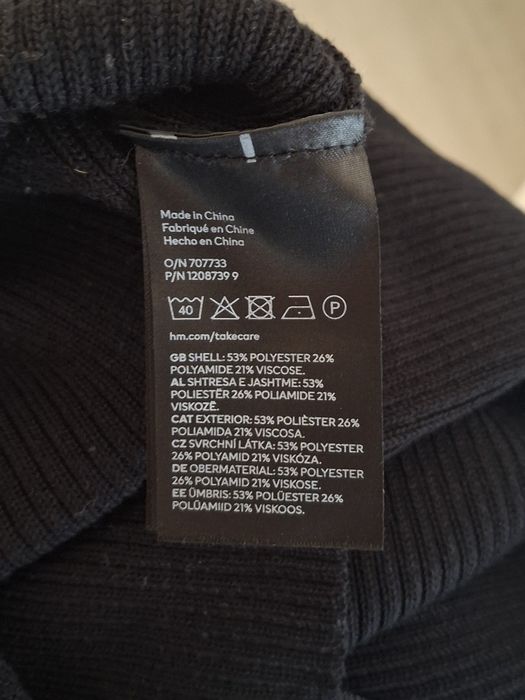 Made in China
Fabriqué en Chine
Hecho en China
O/N 707733
P/N 1208739 9
40 P
hm.com/takecare
GB SHELL: 53% POLYESTER 26%
POLYAMIDE 21% VISCOSE.
AL SHTRESA E JASHTME: 53%
POLIESTËR 26% POLIAMIDE 21%
VISKOZË.
CAT EXTERIOR: 53% POLIÈSTER 26%
POLIAMIDA 21% VISCOSA.
CZ SVRCHNÍ LÁTKA: 53% POLYESTER
26% POLYAMID 21% VISKÓZA.
DE OBERMATERIAL: 53% POLYESTER
26% POLYAMID 21% VISKOSE.
EE ÜMBRIS: 53% POLÜESTER 26%
POLÜAMIID 21% VISKOOS.